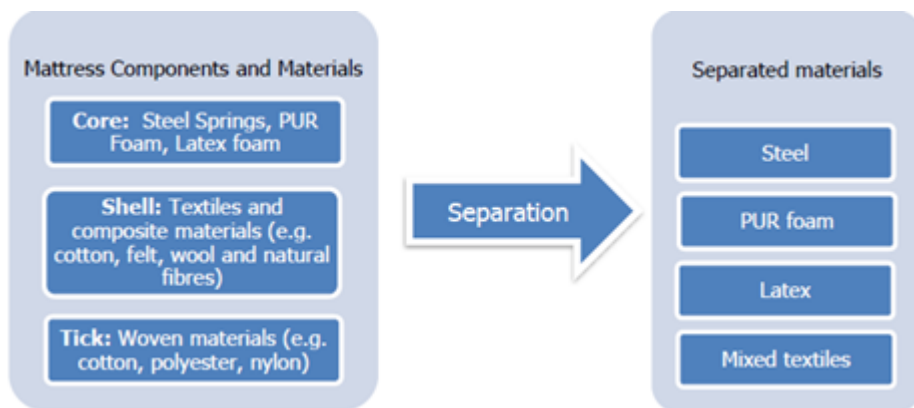 Mattress Components and Materials
Core: Steel Springs, PUR
Foam, Latex foam
Shell: Textiles and
composite materials (e.g.
cotton, felt, wool and natural
fibres)
Tick: Woven materials (e.g.
cotton, polyester, nylon)
Separation
Separated materials
Steel
PUR foam
Latex
Mixed textiles